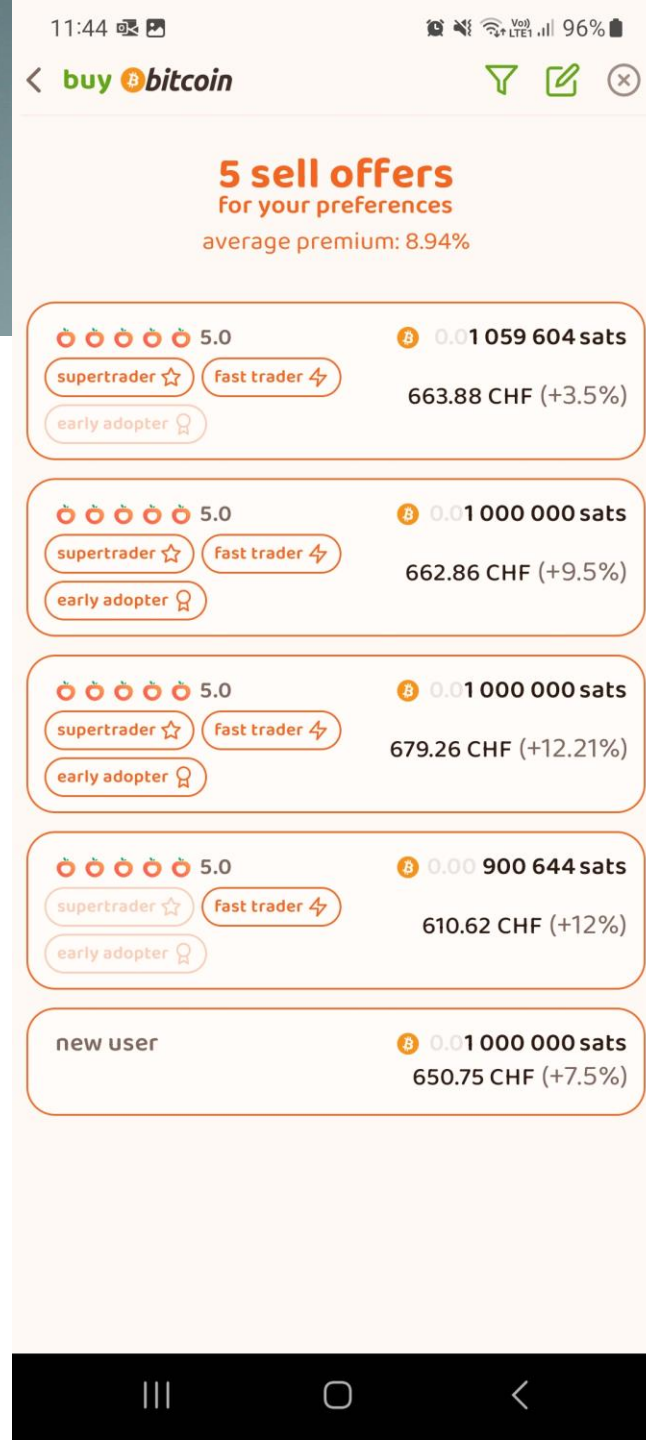 11:44 Vo)) LTE1 96%
buy bitcoin
5 sell offers
for your preferences
average premium: 8.94%
5.0 0.01 059 604 sats
supertrader fast trader
663.88 CHF (+3.5%)
early adopter
5.0 0.01 000 000 sats
supertrader fast trader
662.86 CHF (+9.5%)
early adopter
5.0 0.01 000 000 sats
supertrader fast trader
679.26 CHF (+12.21%)
early adopter
5.0 0.00 900 644 sats
supertrader fast trader
610.62 CHF (+12%)
early adopter
new user 0.01 000 000 sats
650.75 CHF (+7.5%)